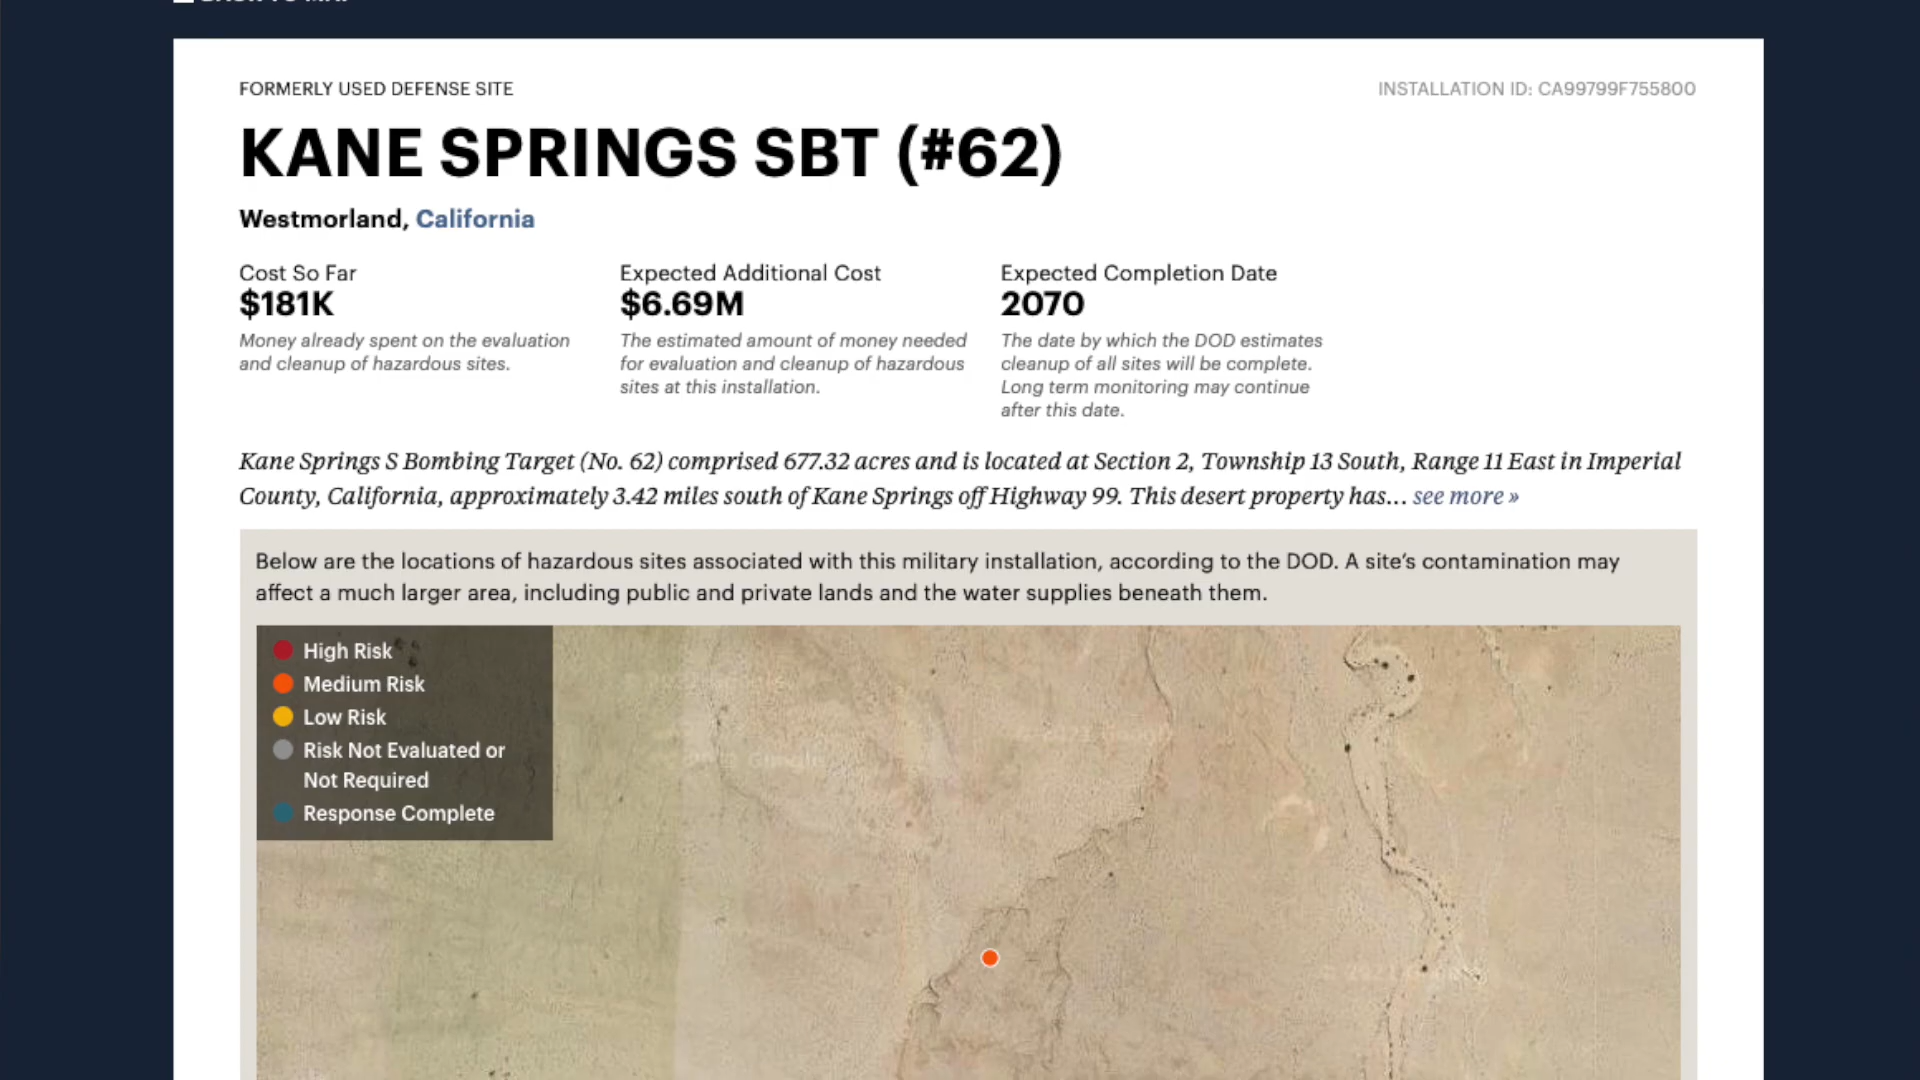 FORMERLY USED DEFENSE SITE
INSTALLATION ID: CA99799F755800
KANE SPRINGS SBT (#62)
Westmorland, California
Cost So Far
$181K
Money already spent on the evaluation
and cleanup of hazardous sites.
Expected Additional Cost
$6.69M
The estimated amount of money needed
for evaluation and cleanup of hazardous
sites at this installation.
Expected Completion Date
2070
The date by which the DOD estimates
cleanup of all sites will be complete.
Long term monitoring may continue
after this date.
Kane Springs S Bombing Target (No. 62) comprised 677.32 acres and is located at Section 2, Township 13 South, Range 11 East in Imperial
County, California, approximately 3.42 miles south of Kane Springs off Highway 99. This desert property has... see more »
Below are the locations of hazardous sites associated with this military installation, according to the DOD. A site's contamination may
affect a much larger area, including public and private lands and the water supplies beneath them.
High Risk
Medium Risk
Low Risk
Risk Not Evaluated or
Not Required
Response Complete